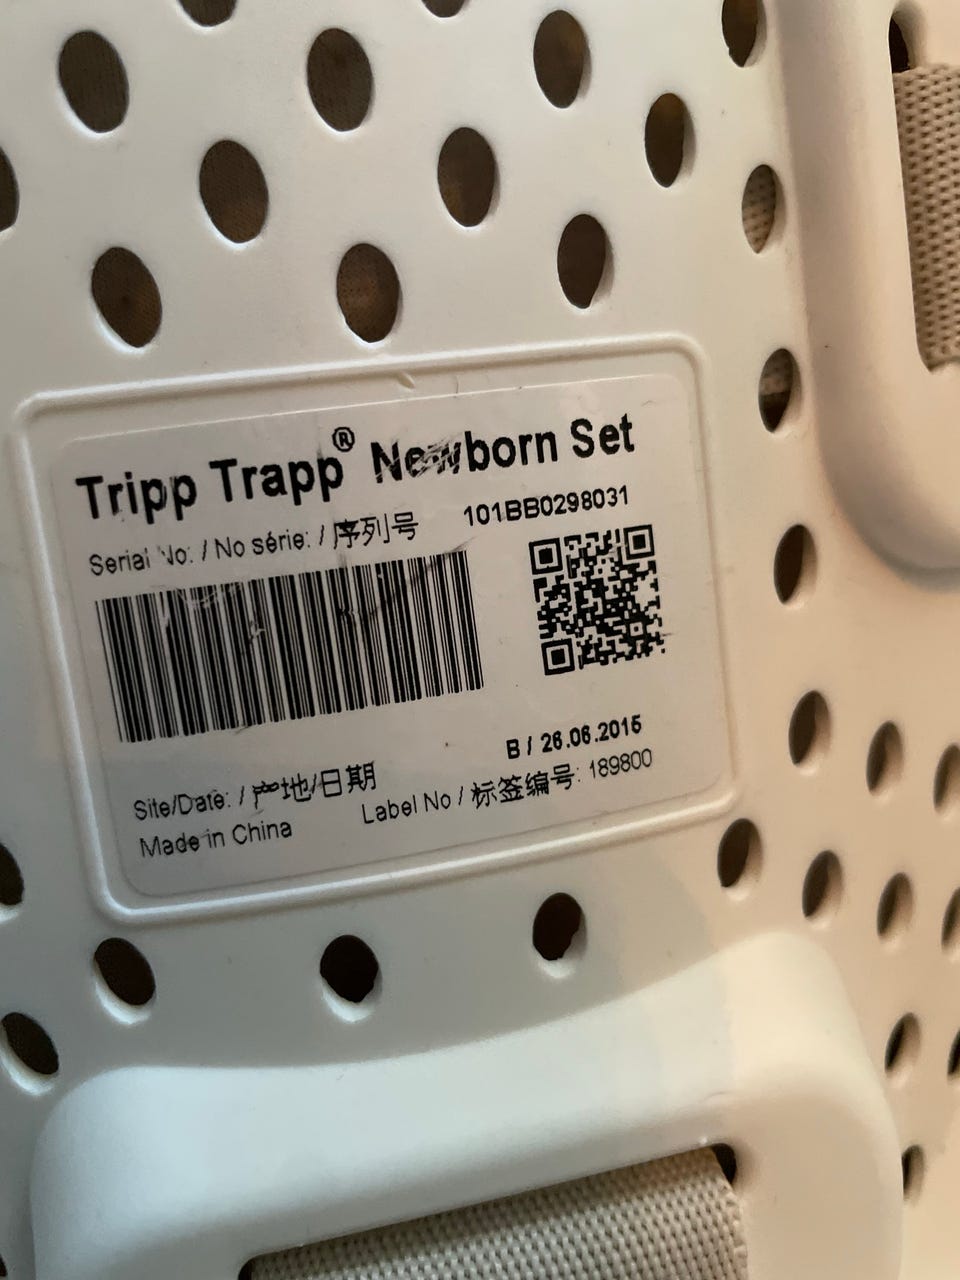 Tripp Trapp® Newborn Set
Serial No: / No série: / 序列号 101BB0298031
B / 26.06.2015
Site/Date: / 产地/日期
Label No / 标签编号: 189800
Made in China